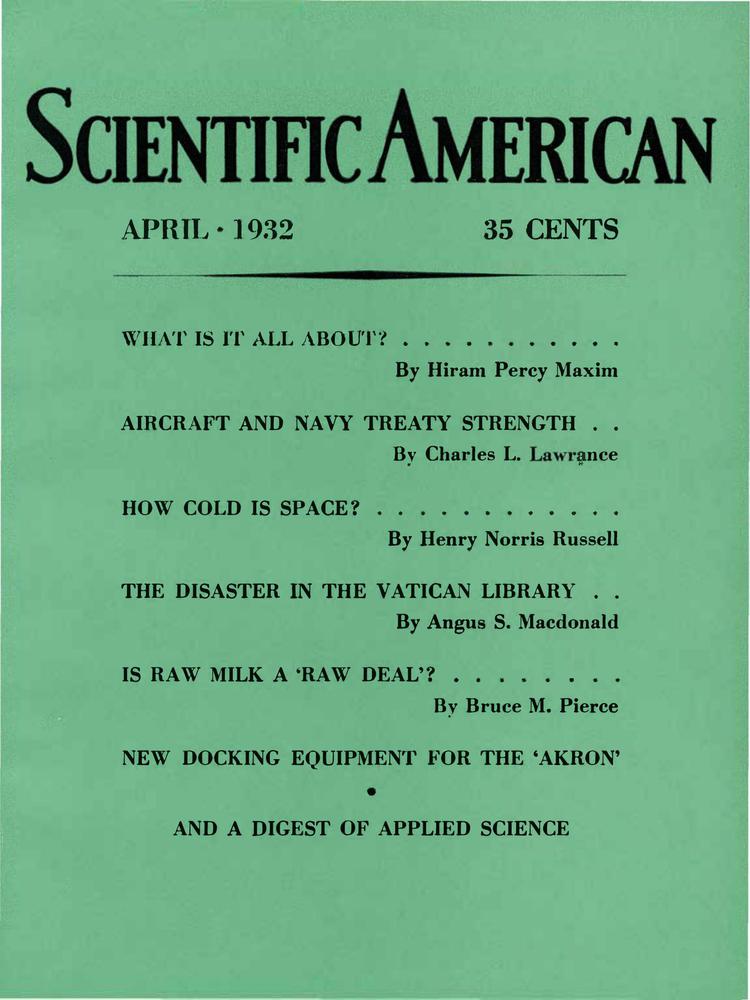 SCIENTIFIC AMERICAN
APRIL · 1932 35 CENTS
WHAT IS IT ALL ABOUT? . . . . . . . . . . .
By Hiram Percy Maxim
AIRCRAFT AND NAVY TREATY STRENGTH . .
By Charles L. Lawrance
HOW COLD IS SPACE? . . . . . . . . . . . .
By Henry Norris Russell
THE DISASTER IN THE VATICAN LIBRARY . .
By Angus S. Macdonald
IS RAW MILK A ‘RAW DEAL’? . . . . . . . .
By Bruce M. Pierce
NEW DOCKING EQUIPMENT FOR THE ‘AKRON’
•
AND A DIGEST OF APPLIED SCIENCE